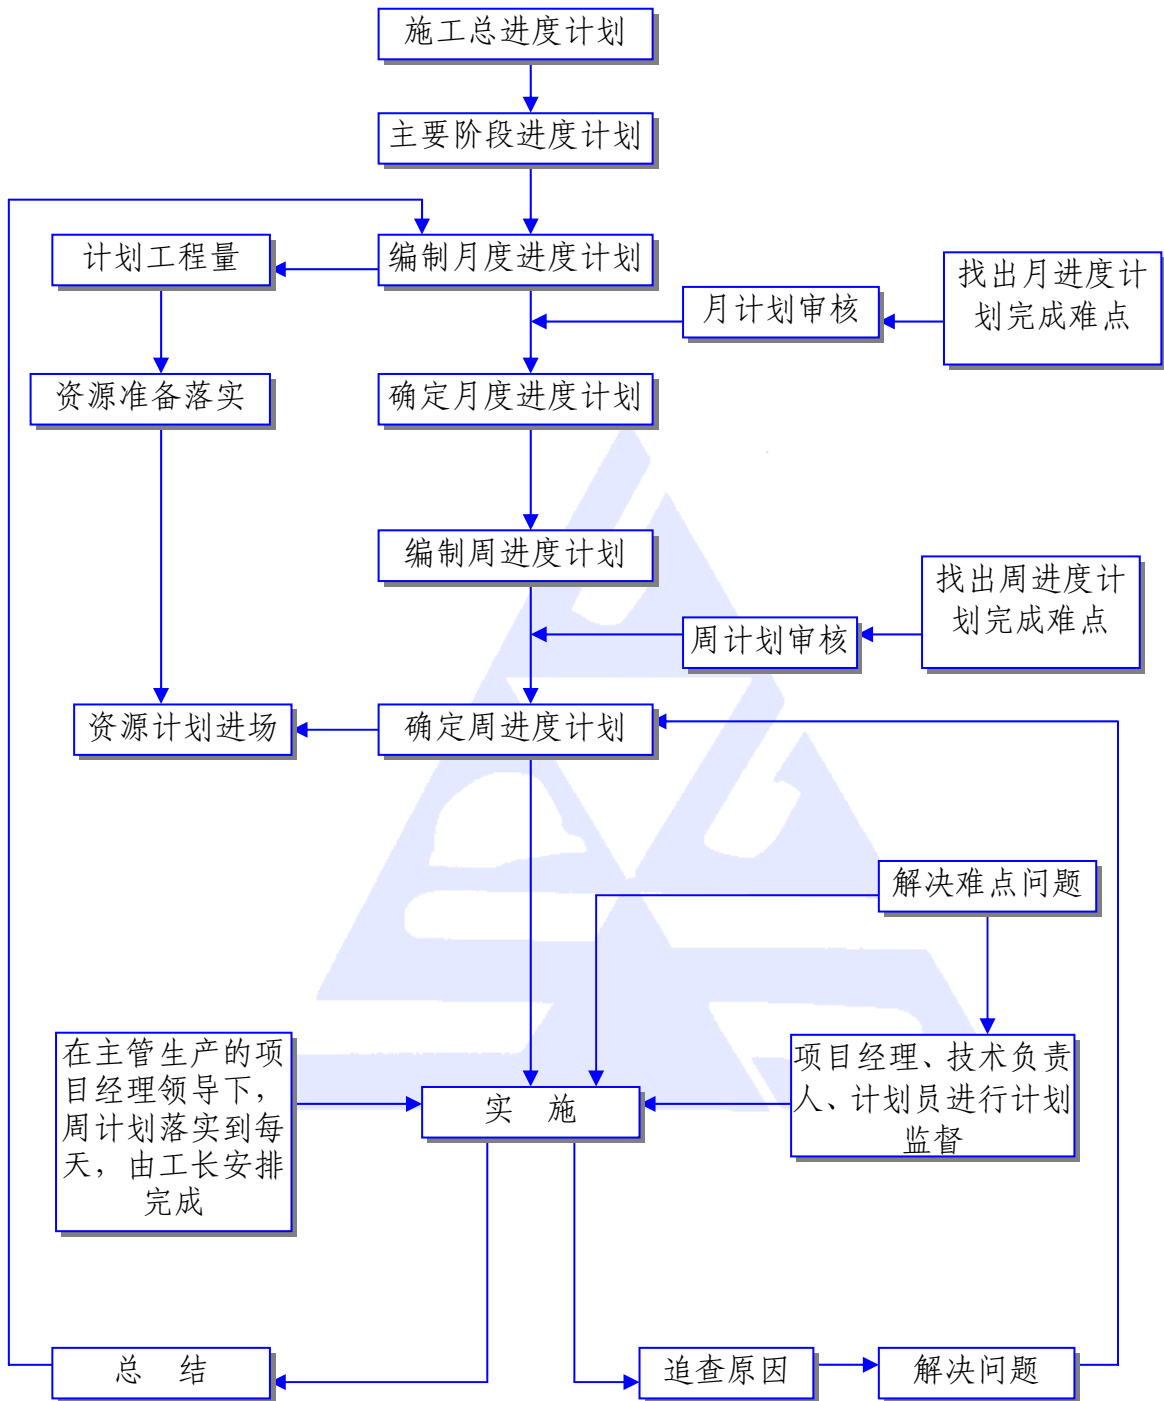 施工总进度计划
主要阶段进度计划
计划工程量
编制月度进度计划
月计划审核
找出月进度计
划完成难点
资源准备落实
确定月度进度计划
编制周进度计划
周计划审核
找出周进度计
划完成难点
资源计划进场
确定周进度计划
解决难点问题
在主管生产的项
目经理领导下，
周计划落实到每
天，由工长安排
完成
实 施
项目经理、技术负责
人、计划员进行计划
监督
总 结
追查原因
解决问题